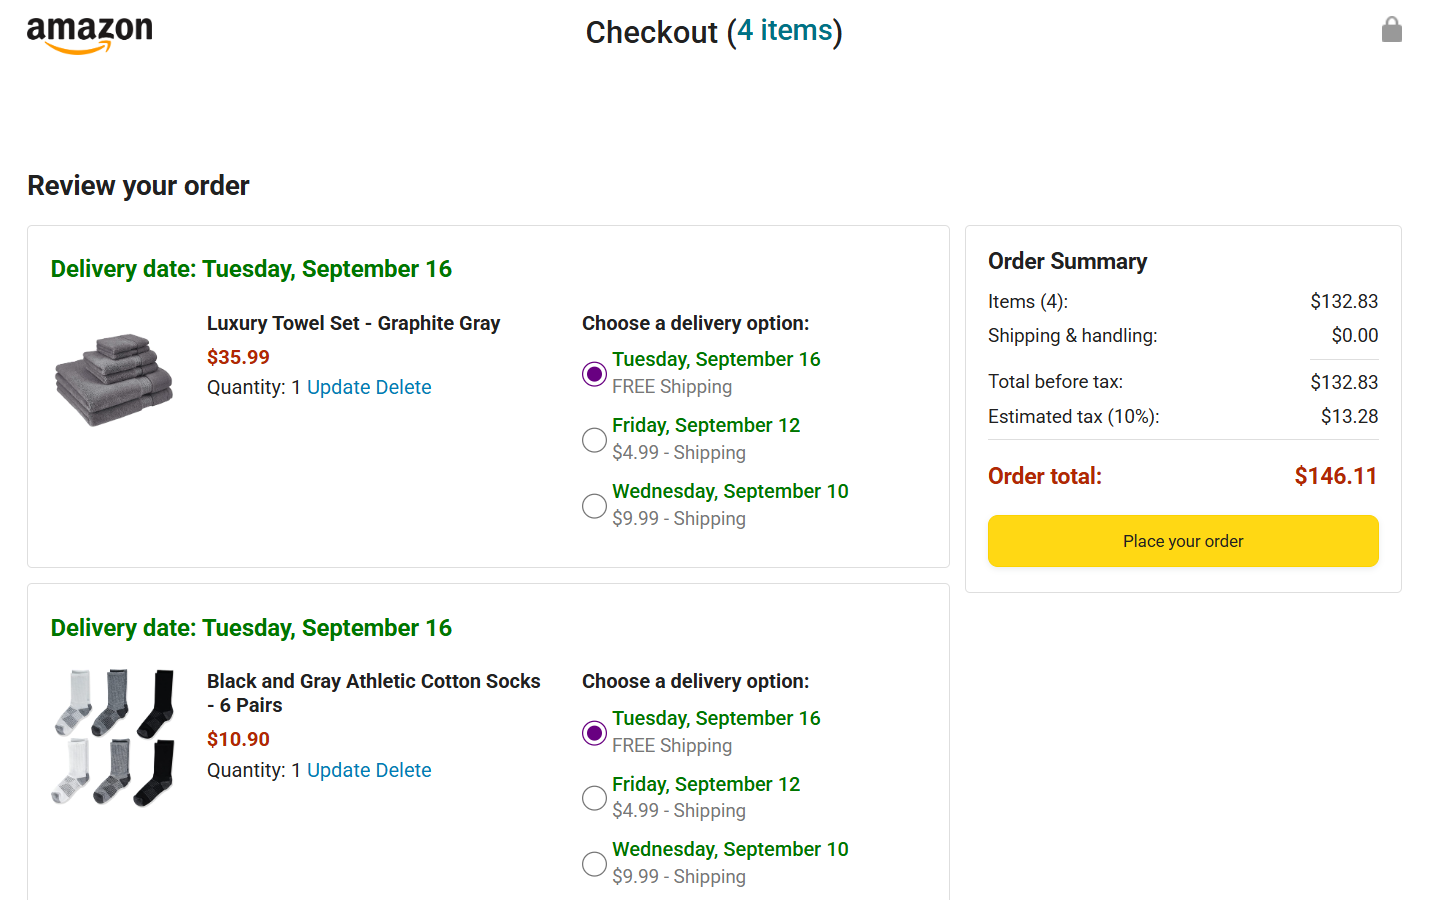 amazon
Checkout (4 items)
Review your order
Delivery date: Tuesday, September 16
Luxury Towel Set - Graphite Gray
$35.99
Quantity: 1 Update Delete
Choose a delivery option:
Tuesday, September 16
FREE Shipping
Friday, September 12
$4.99 - Shipping
Wednesday, September 10
$9.99 - Shipping
Order Summary
Items (4): $132.83
Shipping & handling: $0.00
Total before tax: $132.83
Estimated tax (10%): $13.28
Order total: $146.11
Place your order
Delivery date: Tuesday, September 16
Black and Gray Athletic Cotton Socks
- 6 Pairs
$10.90
Quantity: 1 Update Delete
Choose a delivery option:
Tuesday, September 16
FREE Shipping
Friday, September 12
$4.99 - Shipping
Wednesday, September 10
$9.99 - Shipping